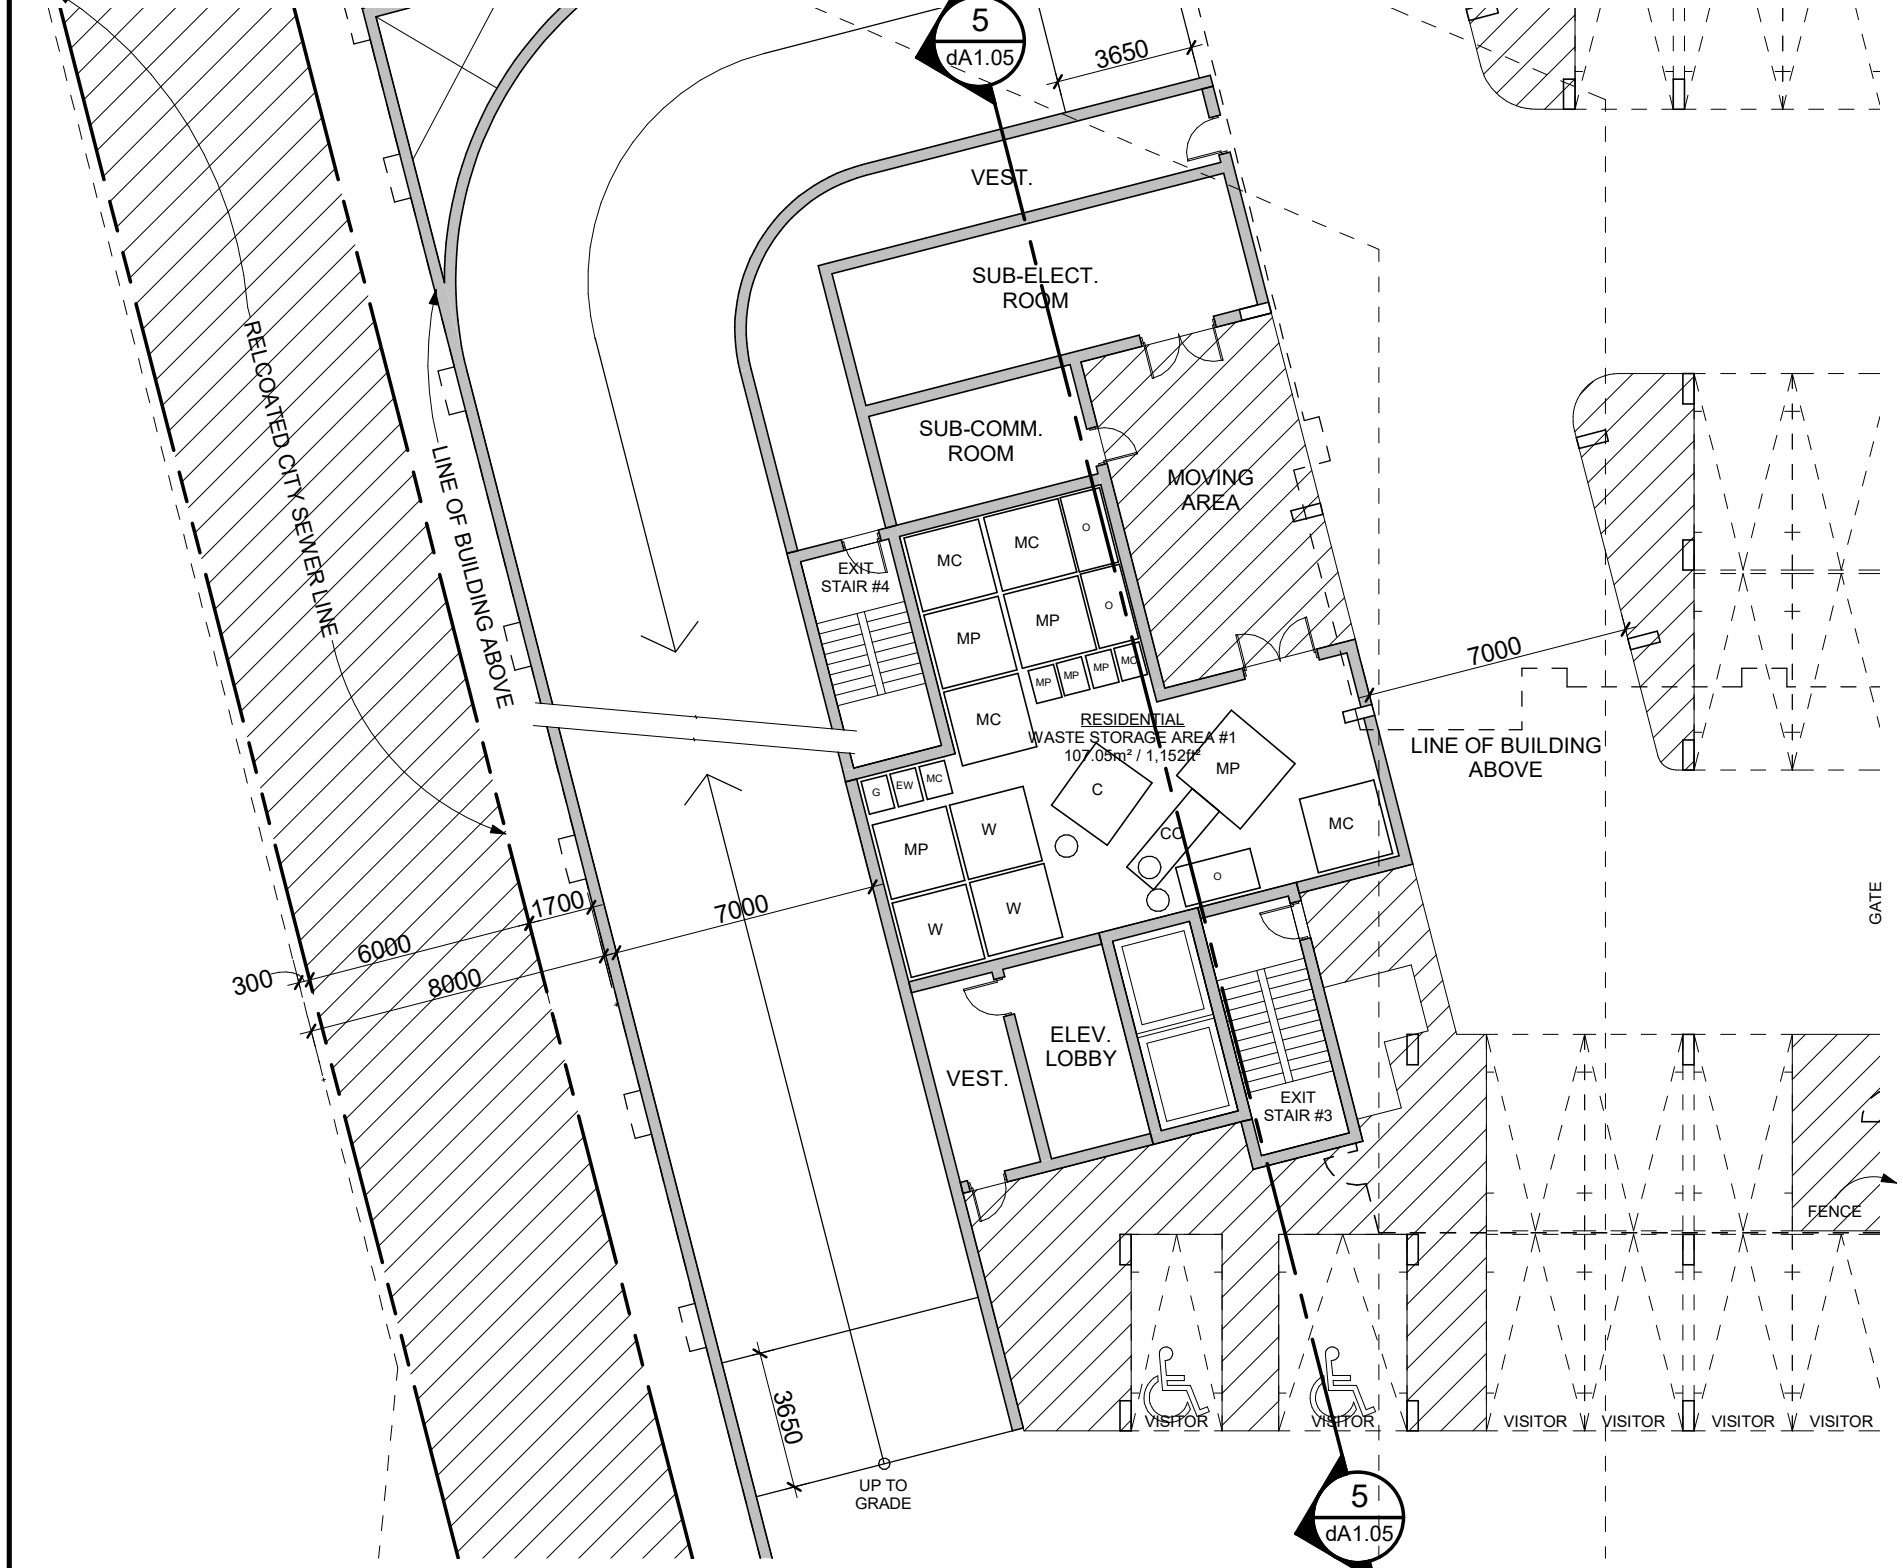 5
dA1.05
3650
VEST.
SUB-ELECT.
ROOM
RELCOATED CITY SEWER LINE
LINE OF BUILDING ABOVE
SUB-COMM.
ROOM
MOVING
AREA
MC
MC
O
EXIT
STAIR #4
MP
MP
O
MP
MP
MP
MC
MC
7000
RESIDENTIAL
WASTE STORAGE AREA #1
107.05m² / 1,152ft²
LINE OF BUILDING
ABOVE
MP
C
G
EW
MC
CO
MC
MP
W
O
W
W
GATE
300
6000
1700
8000
7000
ELEV.
LOBBY
VEST.
EXIT
STAIR #3
FENCE
3650
VISITOR
VISITOR
VISITOR
VISITOR
VISITOR
VISITOR
UP TO
GRADE
5
dA1.05